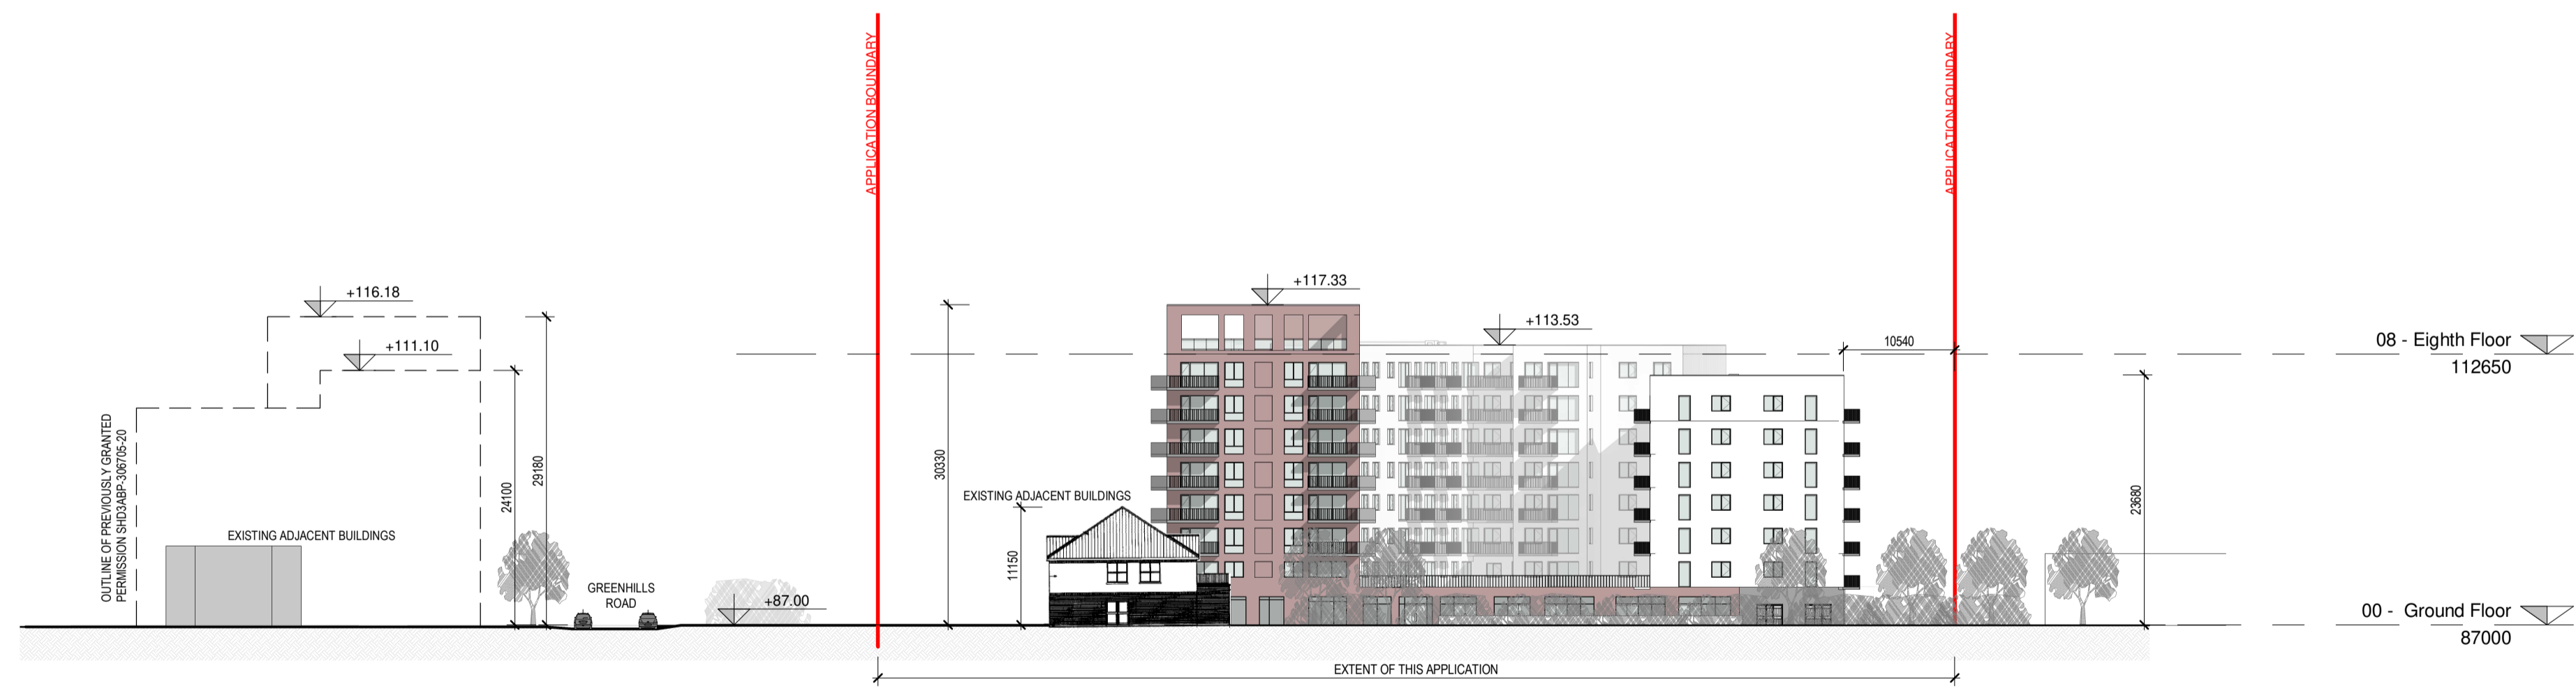 APPLICATION BOUNDARY
APPLICATION BOUNDARY
+116.18
+111.10
+117.33
+113.53
10540
08 - Eighth Floor
112650
OUTLINE OF PREVIOUSLY GRANTED
PERMISSION SHD3ABP-306705-20
EXISTING ADJACENT BUILDINGS
24100
29180
GREENHILLS
ROAD
+87.00
30330
EXISTING ADJACENT BUILDINGS
11150
23680
00 - Ground Floor
87000
EXTENT OF THIS APPLICATION